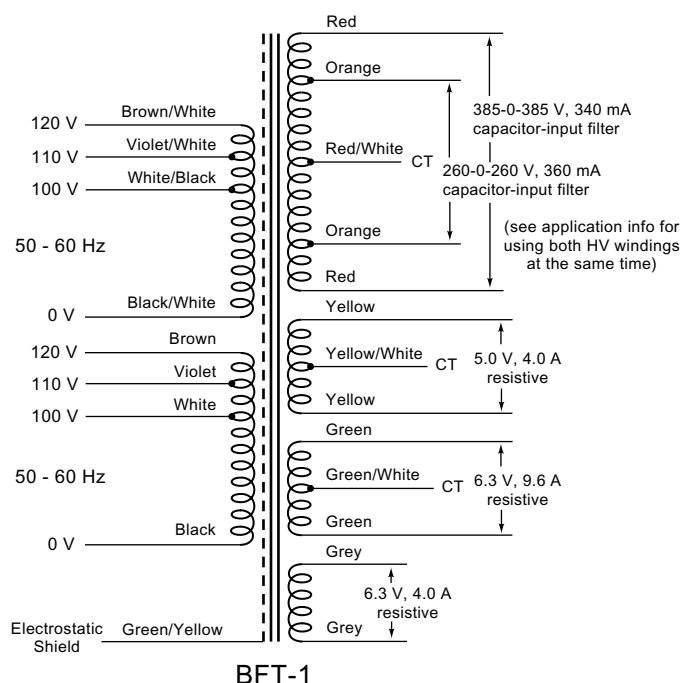 Red
Orange
385-0-385 V, 340 mA
capacitor-input filter
Brown/White
120 V
Violet/White
110 V
Red/White
CT
260-0-260 V, 360 mA
capacitor-input filter
White/Black
100 V
50 - 60 Hz
Orange
(see application info for
using both HV windings
at the same time)
Red
Black/White
0 V
Yellow
Brown
120 V
Yellow/White
CT
5.0 V, 4.0 A
resistive
Violet
110 V
Yellow
White
100 V
Green
50 - 60 Hz
Green/White
CT
6.3 V, 9.6 A
resistive
Green
Black
0 V
Grey
6.3 V, 4.0 A
resistive
Electrostatic
Shield
Green/Yellow
Grey
BFT-1